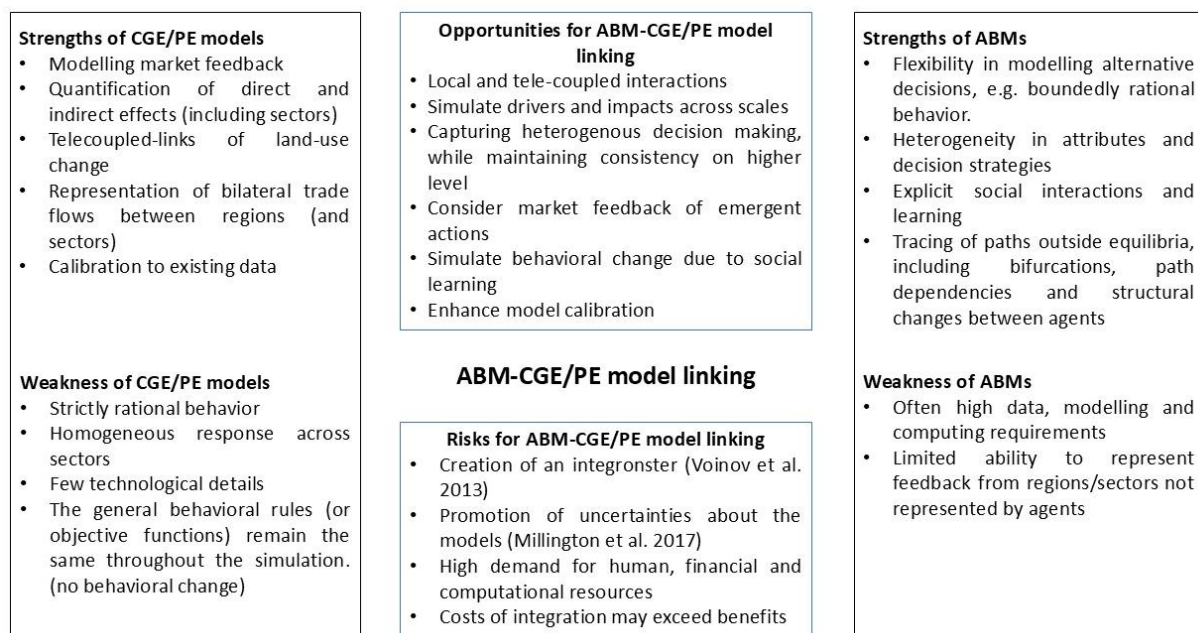 Strengths of CGE/PE models
• Modelling market feedback
• Quantification of direct and
indirect effects (including sectors)
• Telecoupled-links of land-use
change
• Representation of bilateral trade
flows between regions (and
sectors)
• Calibration to existing data
Weakness of CGE/PE models
• Strictly rational behavior
• Homogeneous response across
sectors
• Few technological details
• The general behavioral rules (or
objective functions) remain the
same throughout the simulation.
(no behavioral change)
Opportunities for ABM-CGE/PE model
linking
• Local and tele-coupled interactions
• Simulate drivers and impacts across scales
• Capturing heterogenous decision making,
while maintaining consistency on higher
level
• Consider market feedback of emergent
actions
• Simulate behavioral change due to social
learning
• Enhance model calibration
ABM-CGE/PE model linking
Risks for ABM-CGE/PE model linking
• Creation of an integronster (Voinov et al.
2013)
• Promotion of uncertainties about the
models (Millington et al. 2017)
• High demand for human, financial and
computational resources
• Costs of integration may exceed benefits
Strengths of ABMs
• Flexibility in modelling alternative
decisions, e.g. boundedly rational
behavior.
• Heterogeneity in attributes and
decision strategies
• Explicit social interactions and
learning
• Tracing of paths outside equilibria,
including bifurcations, path
dependencies and structural
changes between agents
Weakness of ABMs
• Often high data, modelling and
computing requirements
• Limited ability to represent
feedback from regions/sectors not
represented by agents